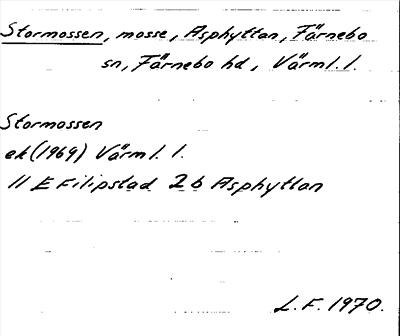 Stormossen, mosse, Asphyttan, Färnebo
sn, Färnebo hd, Värml. l.
Stormossen
ek (1969) Värml. l.
11 E Filipstad 2 b Asphyttan
L. F. 1970.